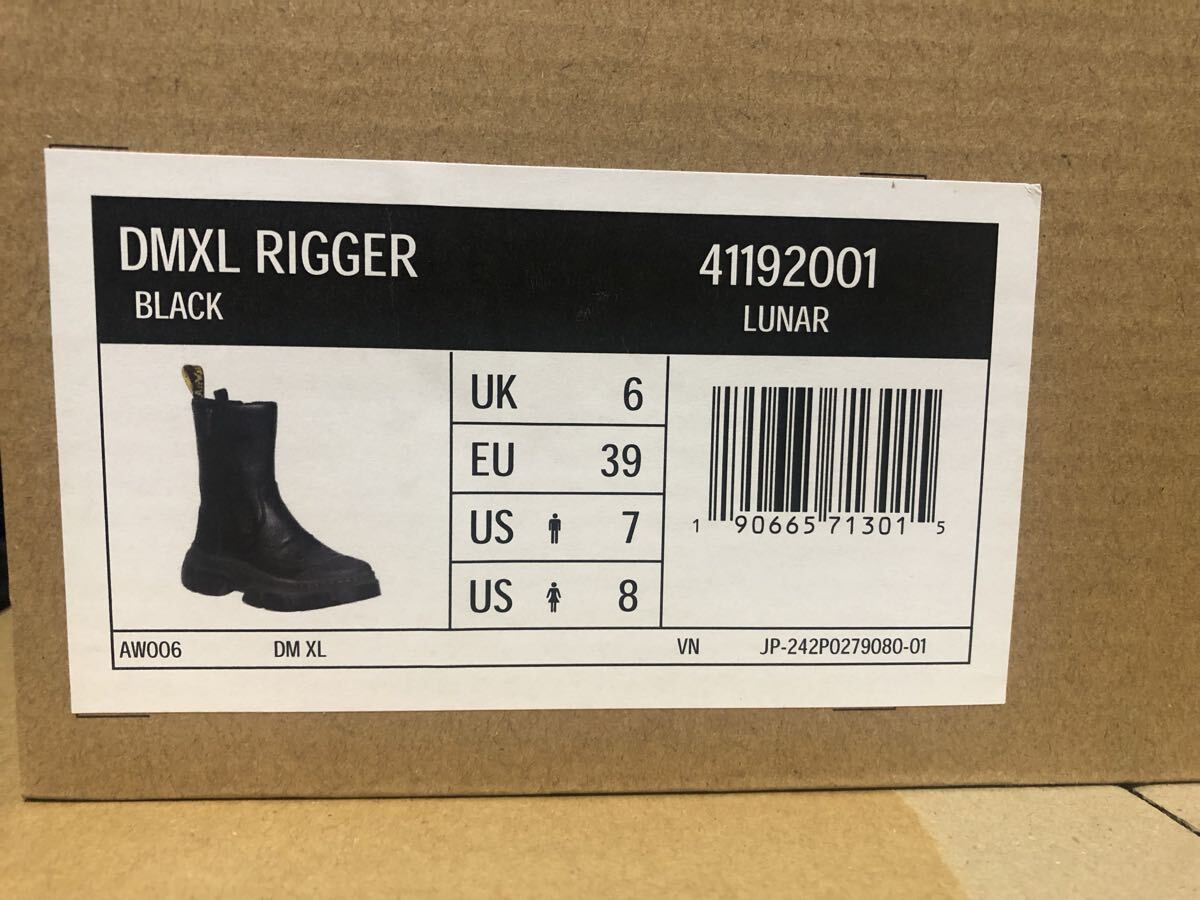 DMXL RIGGER
BLACK
41192001
LUNAR
UK 6
EU 39
US 7
US 8
1 90665 71301 5
AW006 DM XL VN JP-242P0279080-01